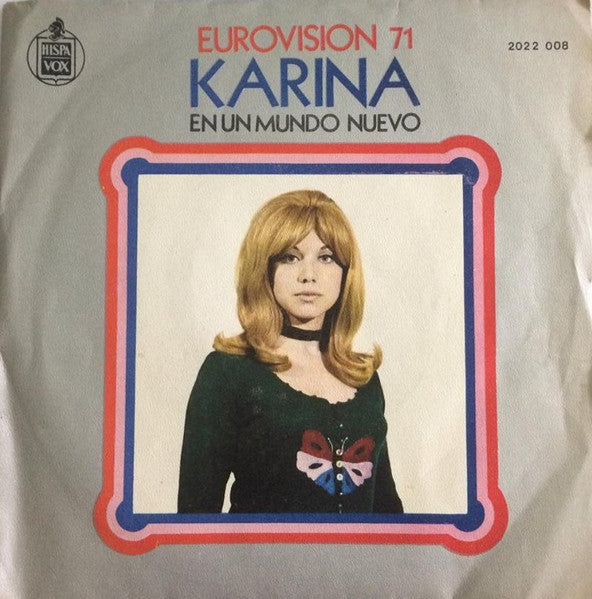 HISPA
VOX
EUROVISION 71
2022 008
KARINA
EN UN MUNDO NUEVO